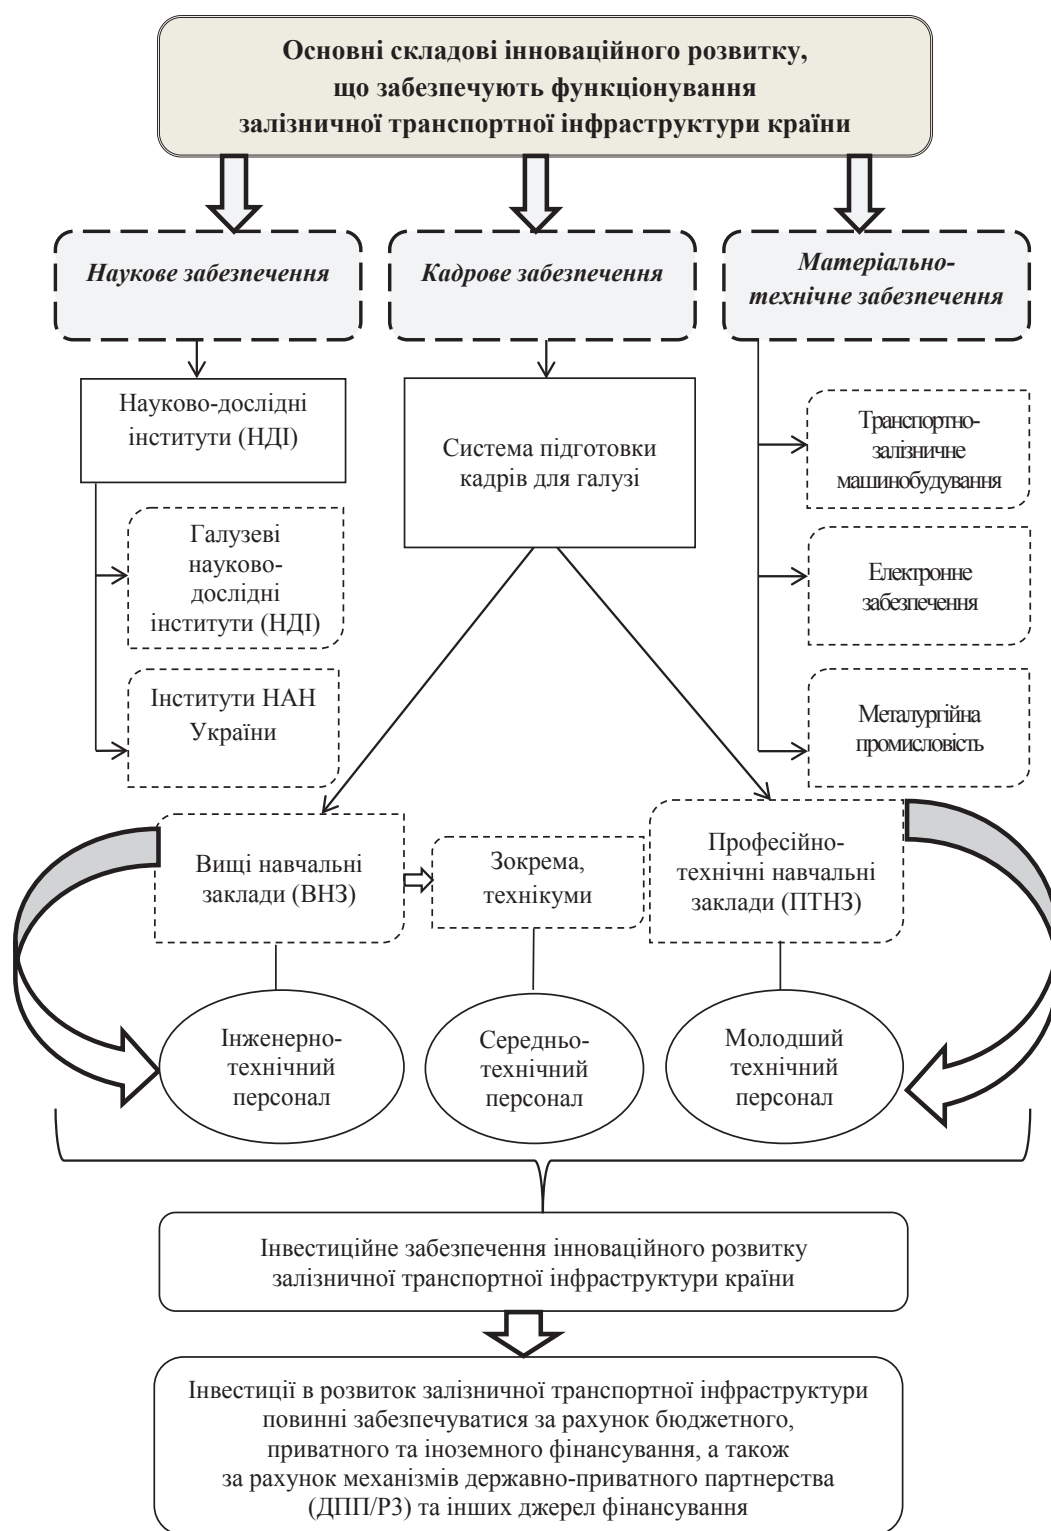 Основні складові інноваційного розвитку,
що забезпечують функціонування
залізничної транспортної інфраструктури країни
Наукове забезпечення
Кадрове забезпечення
Матеріально-
технічне забезпечення
Науково-дослідні
інститути (НДІ)
Система підготовки
кадрів для галузі
Транспортно-
залізничне
машинобудування
Галузеві
науково-
дослідні
інститути (НДІ)
Електронне
забезпечення
Інститути НАН
України
Металургійна
промисловість
Вищі навчальні
заклади (ВНЗ)
Зокрема,
технікуми
Професійно-
технічні навчальні
заклади (ПТНЗ)
Інженерно-
технічний
персонал
Середньо-
технічний
персонал
Молодший
технічний
персонал
Інвестиційне забезпечення інноваційного розвитку
залізничної транспортної інфраструктури країни
Інвестиції в розвиток залізничної транспортної інфраструктури
повинні забезпечуватися за рахунок бюджетного,
приватного та іноземного фінансування, а також
за рахунок механізмів державно-приватного партнерства
(ДПП/Р3) та інших джерел фінансування